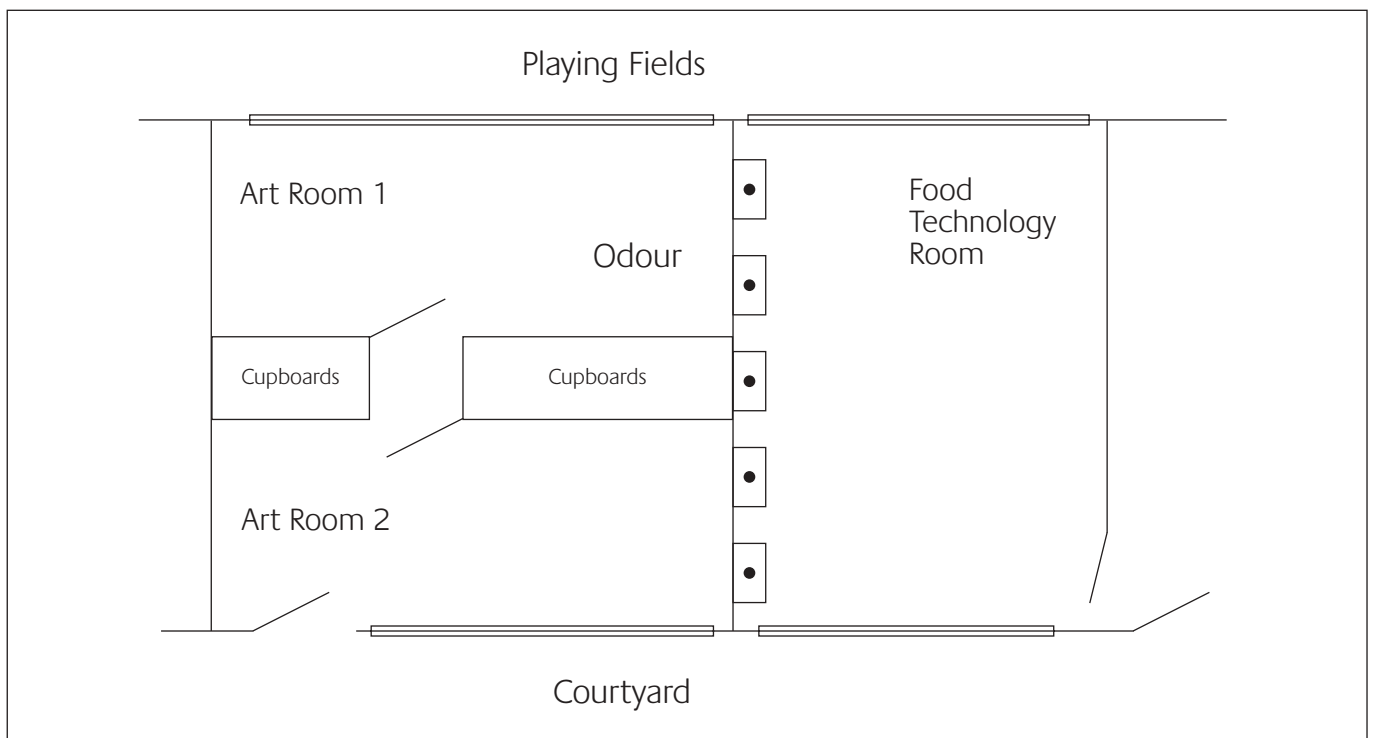 Playing Fields
Art Room 1
Food
Technology
Room
Odour
Cupboards
Cupboards
Art Room 2
Courtyard